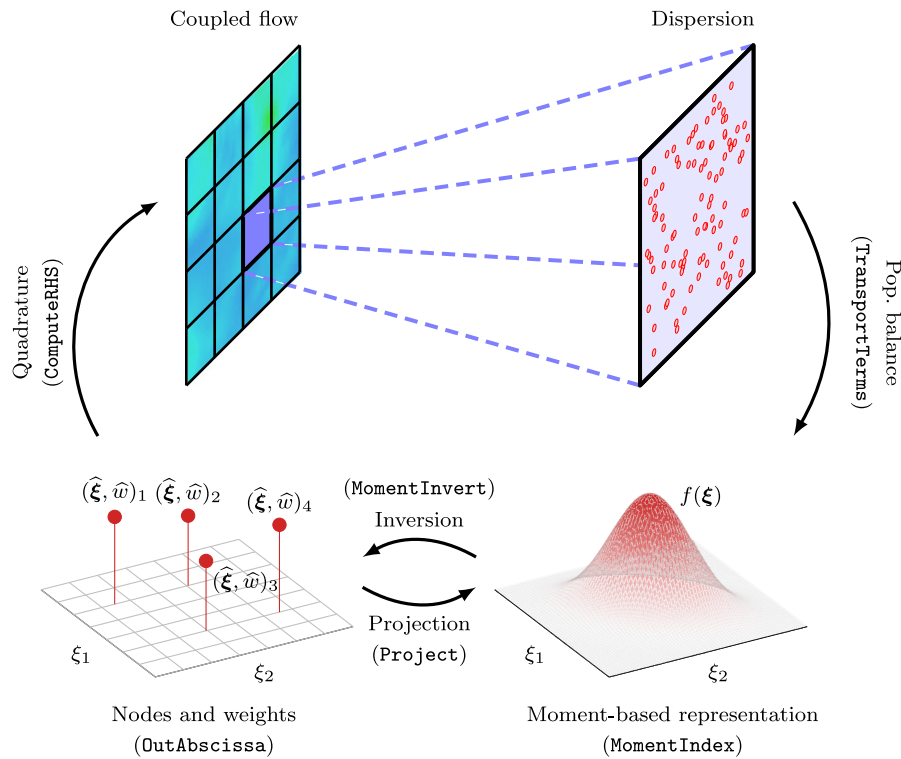 Coupled flow
Dispersion
Quadrature
(ComputeRHS)
Pop. balance
(TransportTerms)
(ξ̂, ŵ)₁
(ξ̂, ŵ)₂
(ξ̂, ŵ)₄
(ξ̂, ŵ)₃
(MomentInvert)
Inversion
Projection
(Project)
f(ξ)
ξ₁
ξ₂
ξ₁
ξ₂
Nodes and weights
(OutAbscissa)
Moment-based representation
(MomentIndex)